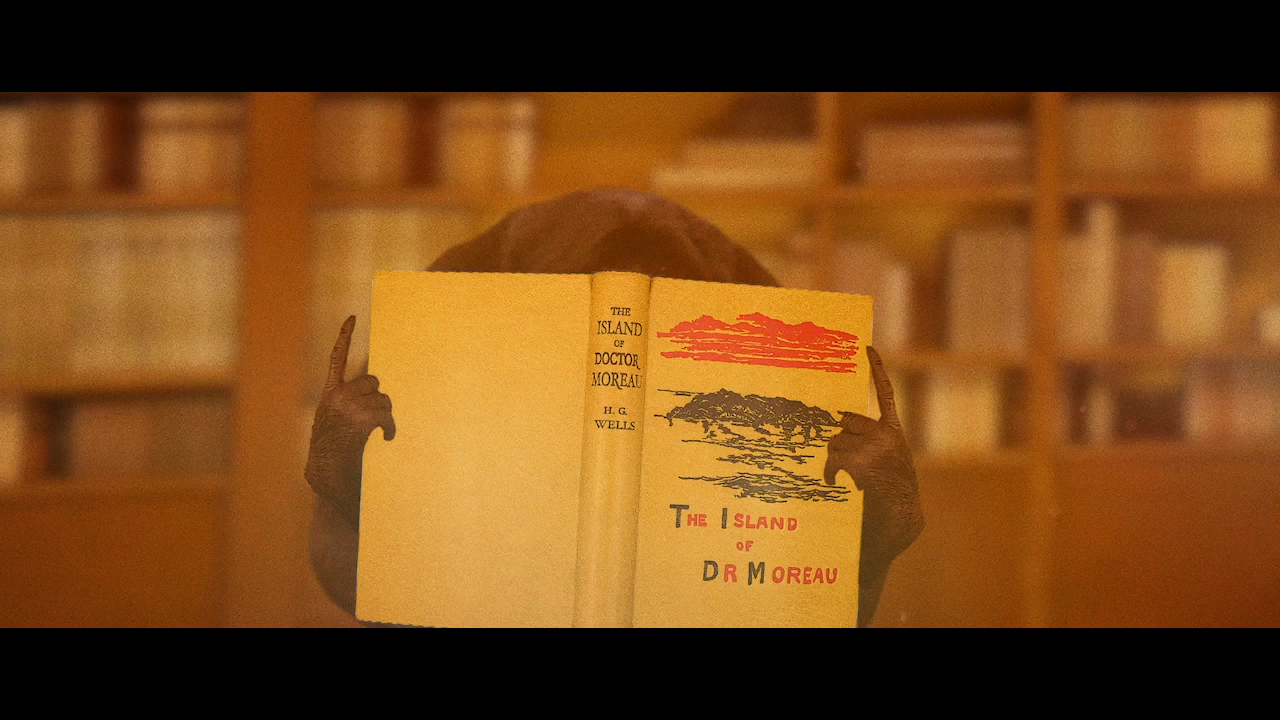 THE
ISLAND
OF
DOCTOR
MOREAU
H. G.
WELLS
THE ISLAND
OF
DR MOREAU